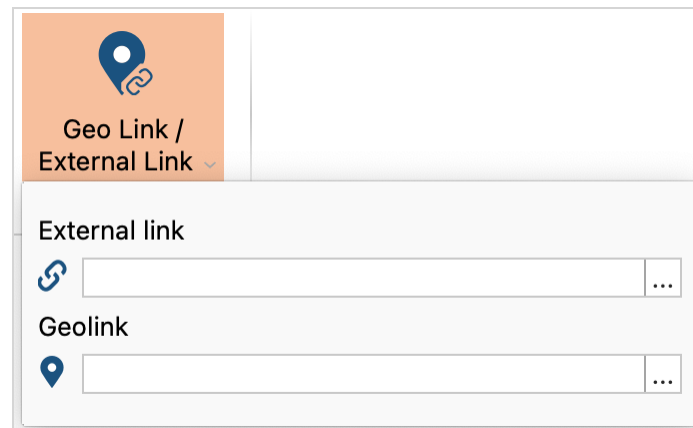 Geo Link /
External Link
External link
...
Geolink
...